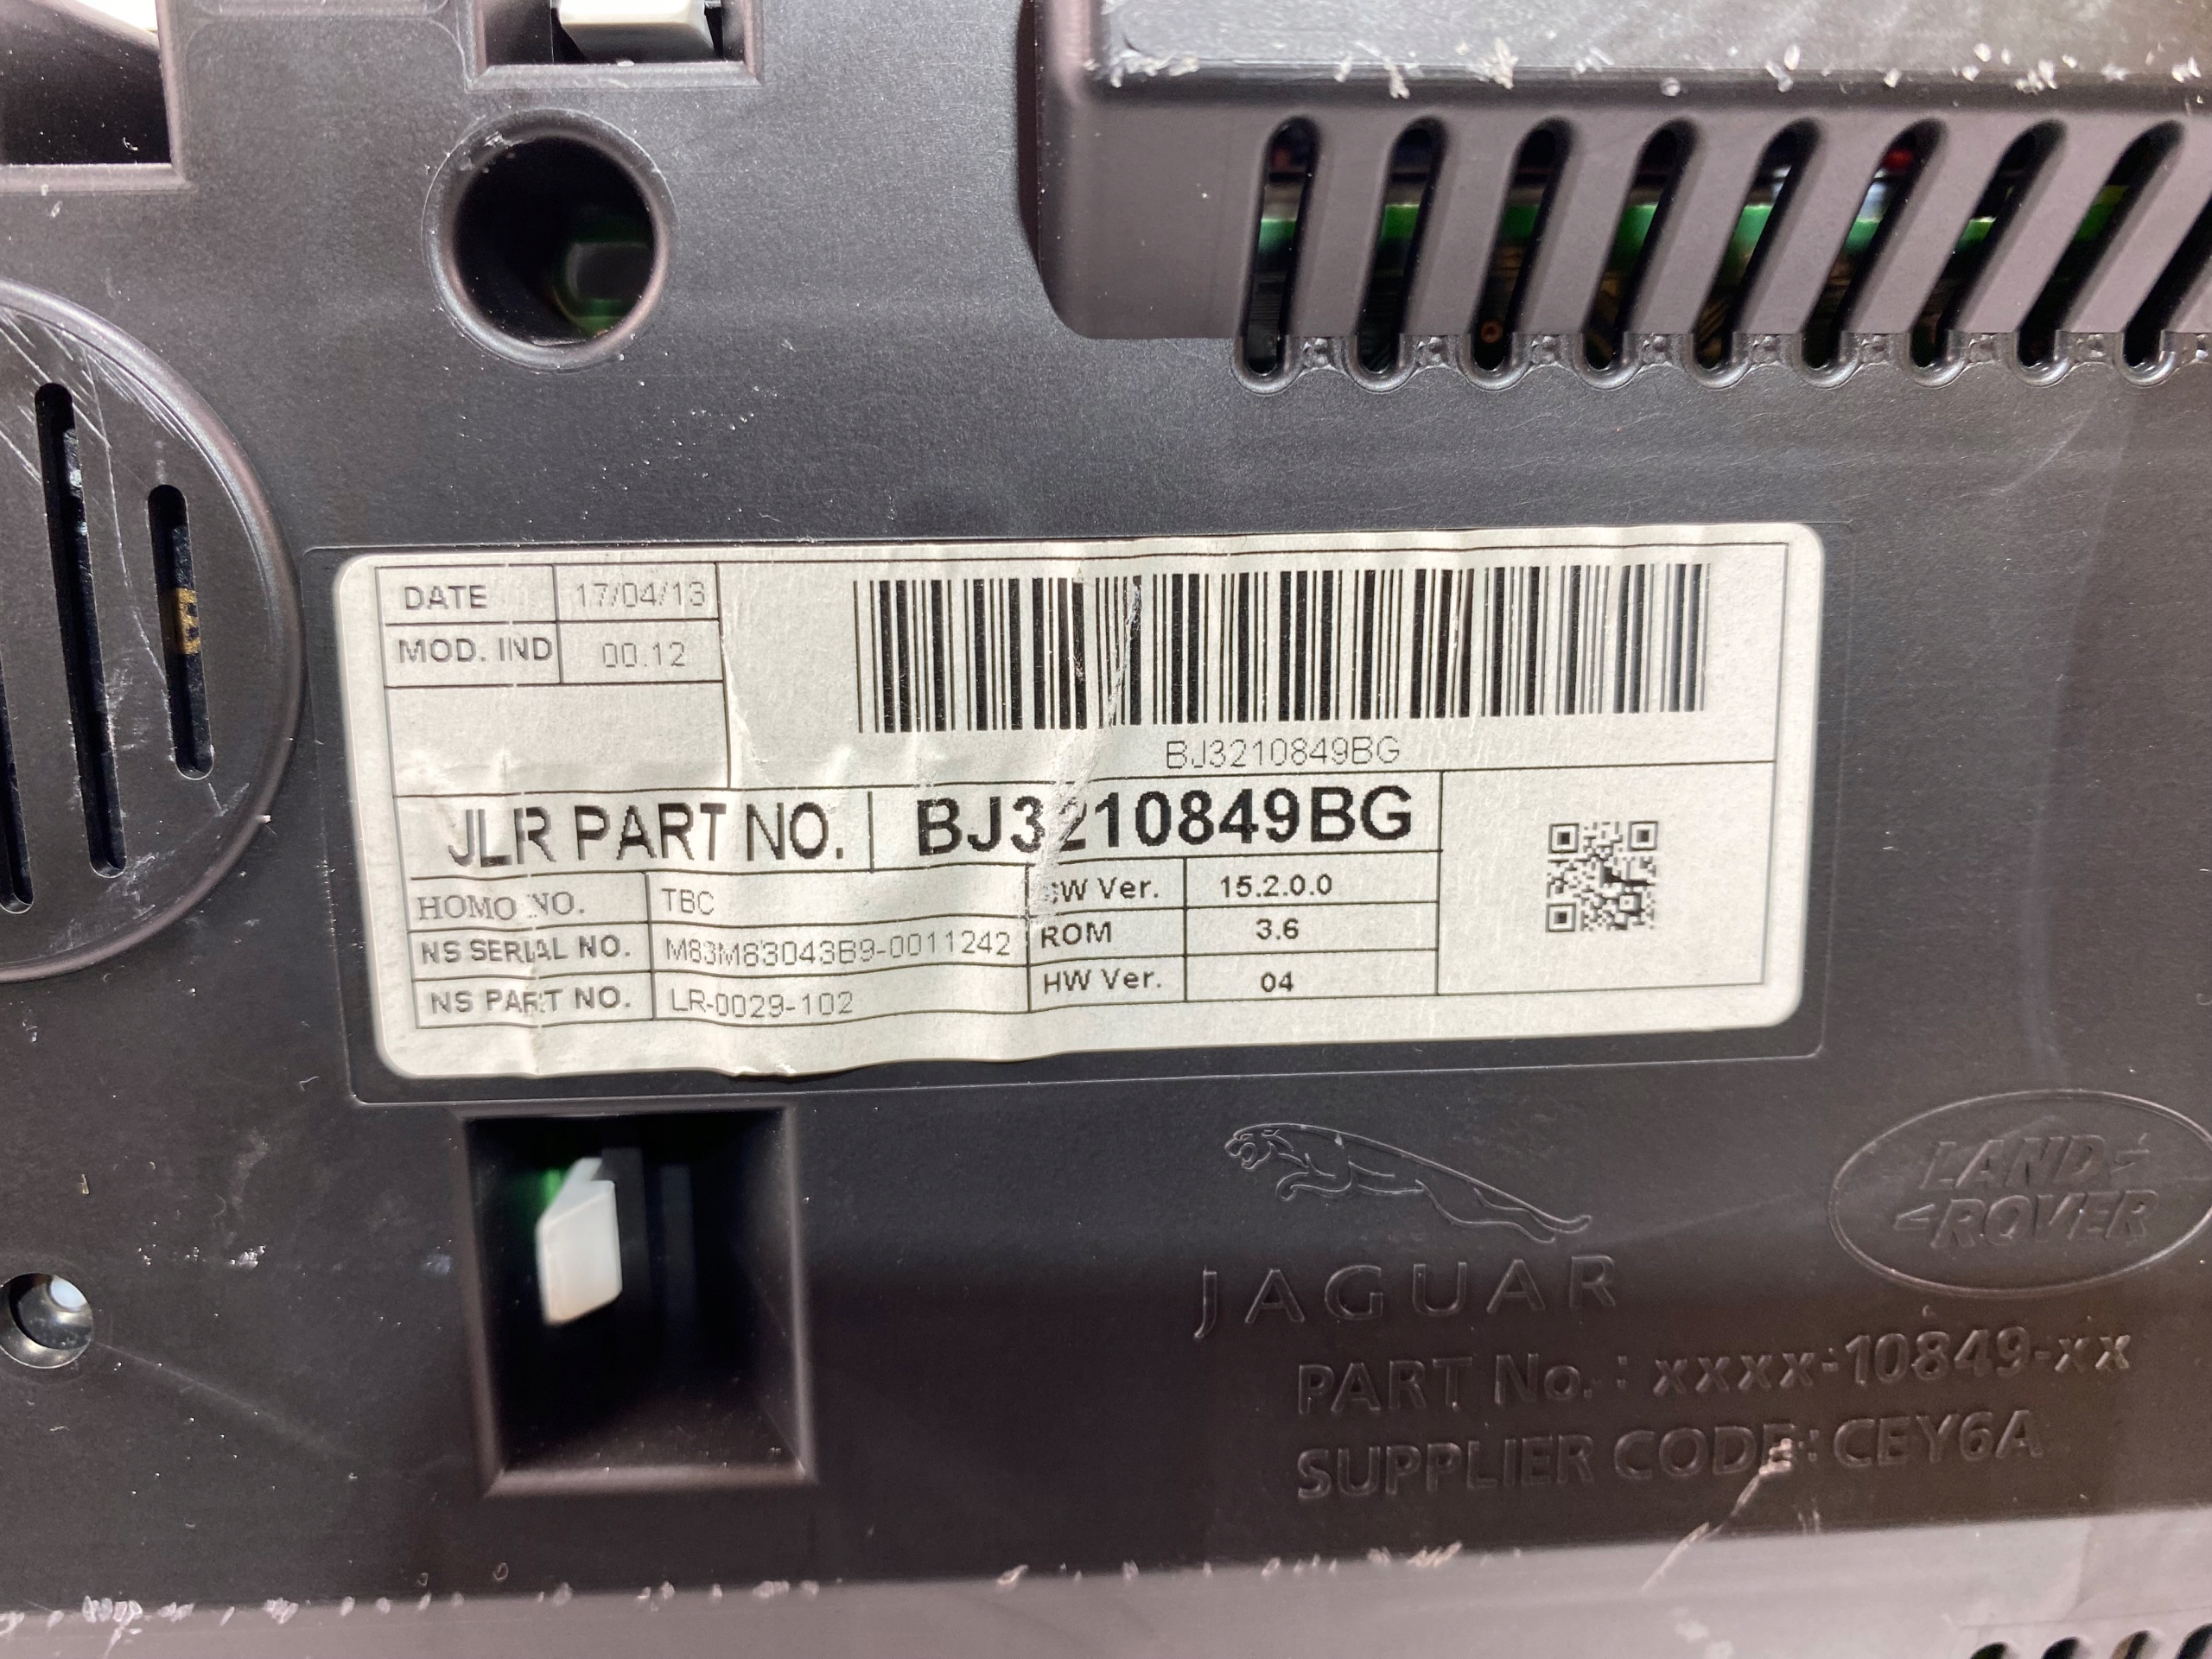 DATE 17/04/13
MOD. IND 00.12
BJ3210849BG
JLR PART NO. BJ3210849BG
HOMO NO. TBC SW Ver. 15.2.0.0
NS SERIAL NO. M83M83043B9-0011242 ROM 3.6
NS PART NO. LR-0029-102 HW Ver. 04
LAND ROVER
JAGUAR
PART No.: xxxx-10849-xx
SUPPLIER CODE: CEY6A